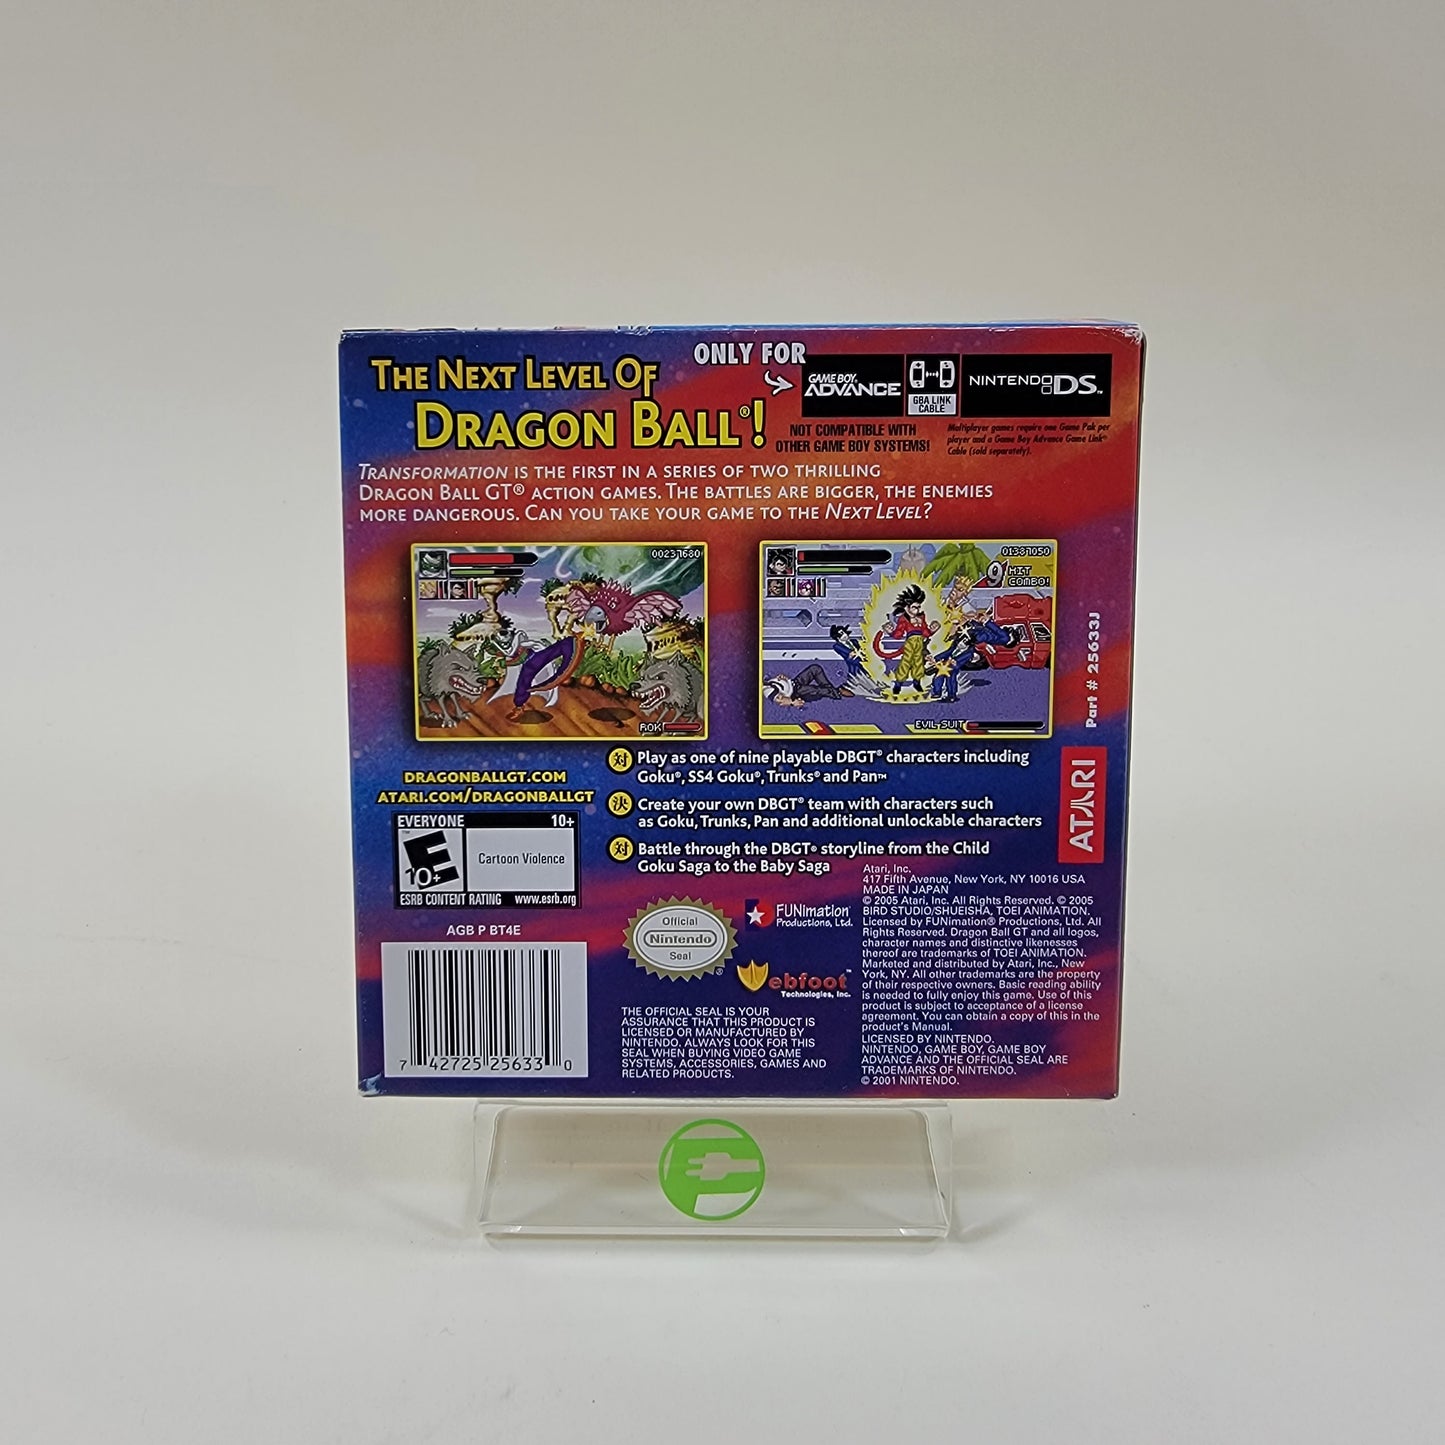 THE NEXT LEVEL OF
DRAGON BALL®!
ONLY FOR
GAME BOY ADVANCE
GBA LINK
CABLE
NINTENDO DS™
NOT COMPATIBLE WITH
OTHER GAME BOY SYSTEMS!
Multiplayer games require one Game Pak per
player and a Game Boy Advance Game Link®
Cable (sold separately).
TRANSFORMATION IS THE FIRST IN A SERIES OF TWO THRILLING
DRAGON BALL GT® ACTION GAMES. THE BATTLES ARE BIGGER, THE ENEMIES
MORE DANGEROUS. CAN YOU TAKE YOUR GAME TO THE NEXT LEVEL?
00237680
ROK
01387050
9 HIT
COMBO!
EVIL SUIT
Part # 25633J
ATARI
対 Play as one of nine playable DBGT® characters including
Goku®, SS4 Goku®, Trunks® and Pan™
決 Create your own DBGT® team with characters such
as Goku, Trunks, Pan and additional unlockable characters
対 Battle through the DBGT® storyline from the Child
Goku Saga to the Baby Saga
DRAGONBALLGT.COM
ATARI.COM/DRAGONBALLGT
EVERYONE 10+
E 10+
Cartoon Violence
ESRB CONTENT RATING www.esrb.org
AGB P BT4E
7 42725 25633 0
Official
Nintendo
Seal ®
FUNimation
Productions, Ltd.
Webfoot™
Technologies, Inc.
THE OFFICIAL SEAL IS YOUR
ASSURANCE THAT THIS PRODUCT IS
LICENSED OR MANUFACTURED BY
NINTENDO. ALWAYS LOOK FOR THIS
SEAL WHEN BUYING VIDEO GAME
SYSTEMS, ACCESSORIES, GAMES AND
RELATED PRODUCTS.
Atari, Inc.
417 Fifth Avenue, New York, NY 10016 USA
MADE IN JAPAN
© 2005 Atari, Inc. All Rights Reserved. © 2005
BIRD STUDIO/SHUEISHA, TOEI ANIMATION.
Licensed by FUNimation® Productions, Ltd. All
Rights Reserved. Dragon Ball GT and all logos,
character names and distinctive likenesses
thereof are trademarks of TOEI ANIMATION.
Marketed and distributed by Atari, Inc., New
York, NY. All other trademarks are the property
of their respective owners. Basic reading ability
is needed to fully enjoy this game. Use of this
product is subject to acceptance of a license
agreement. You can obtain a copy of this in the
product's Manual.
LICENSED BY NINTENDO.
NINTENDO, GAME BOY, GAME BOY
ADVANCE AND THE OFFICIAL SEAL ARE
TRADEMARKS OF NINTENDO.
© 2001 NINTENDO.